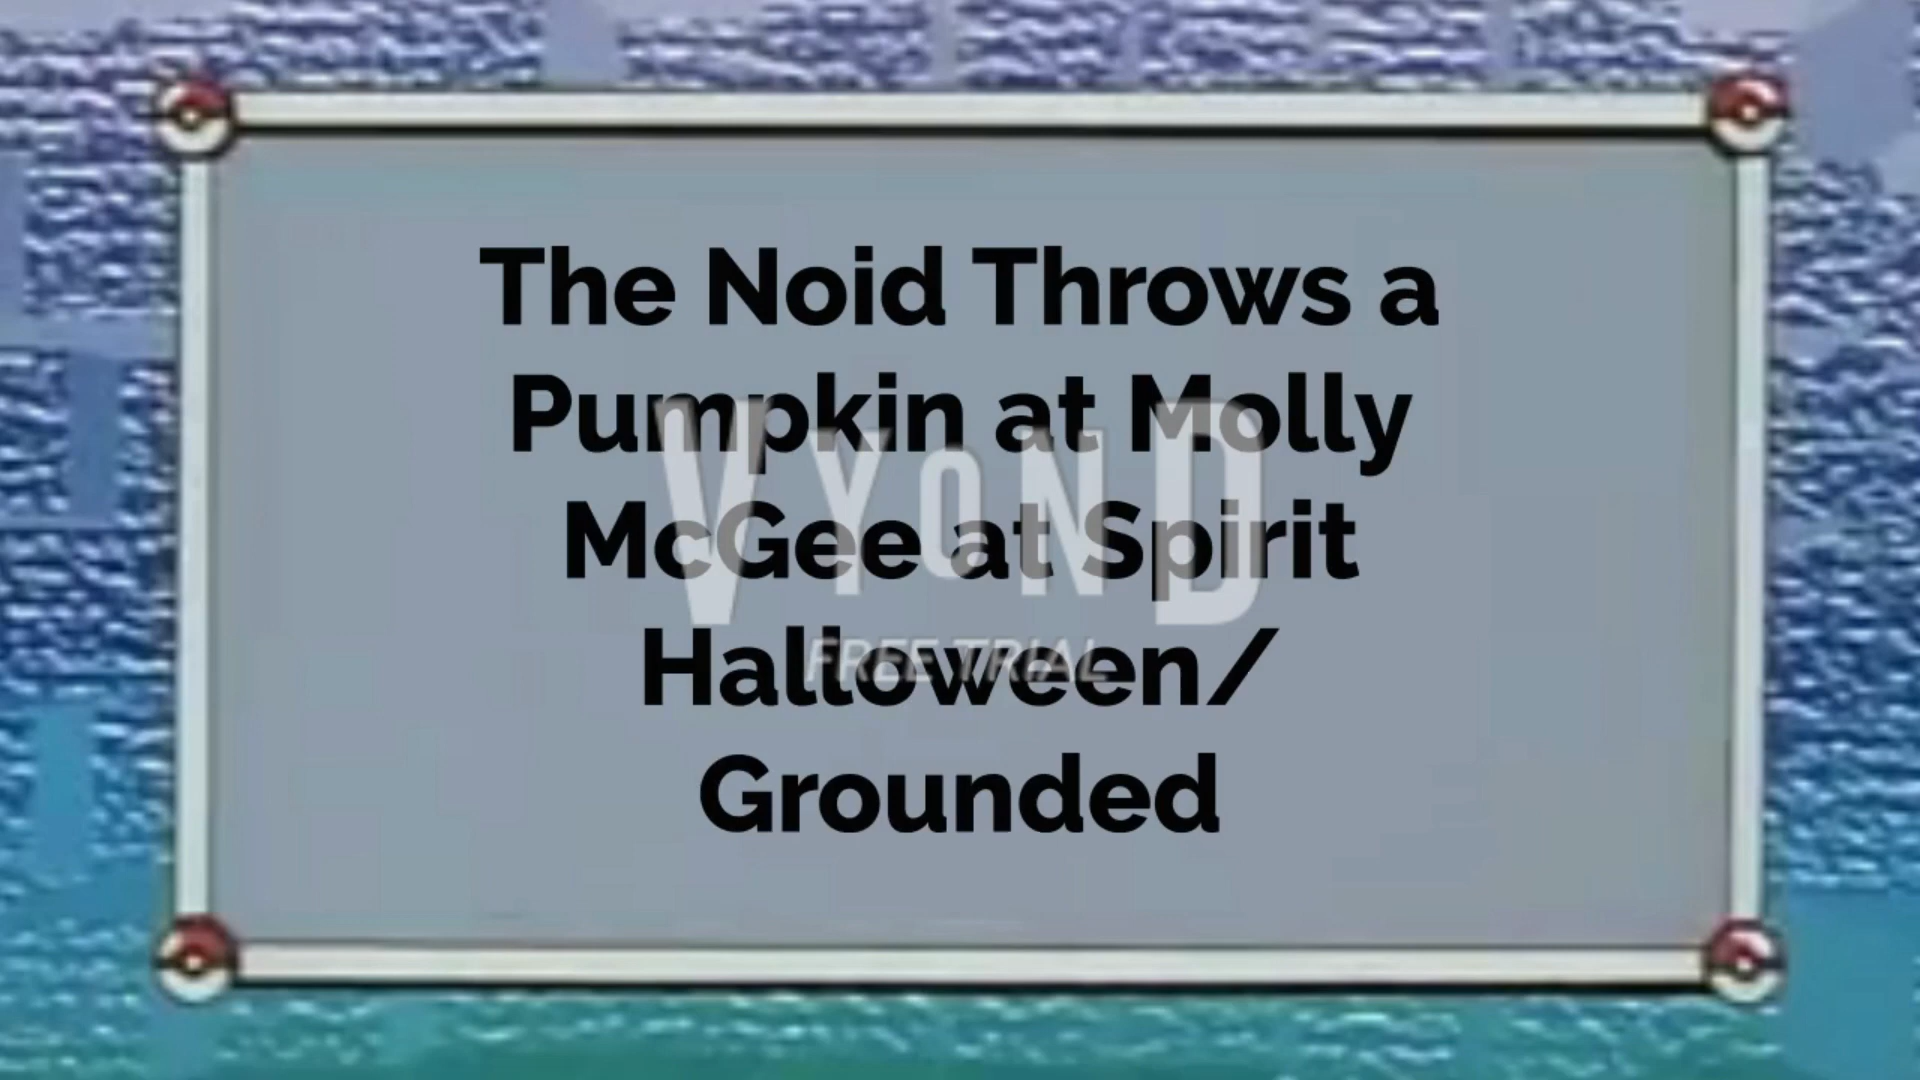 The Noid Throws a
Pumpkin at Molly
McGee at Spirit
Halloween/
Grounded
VYOND
FREE TRIAL